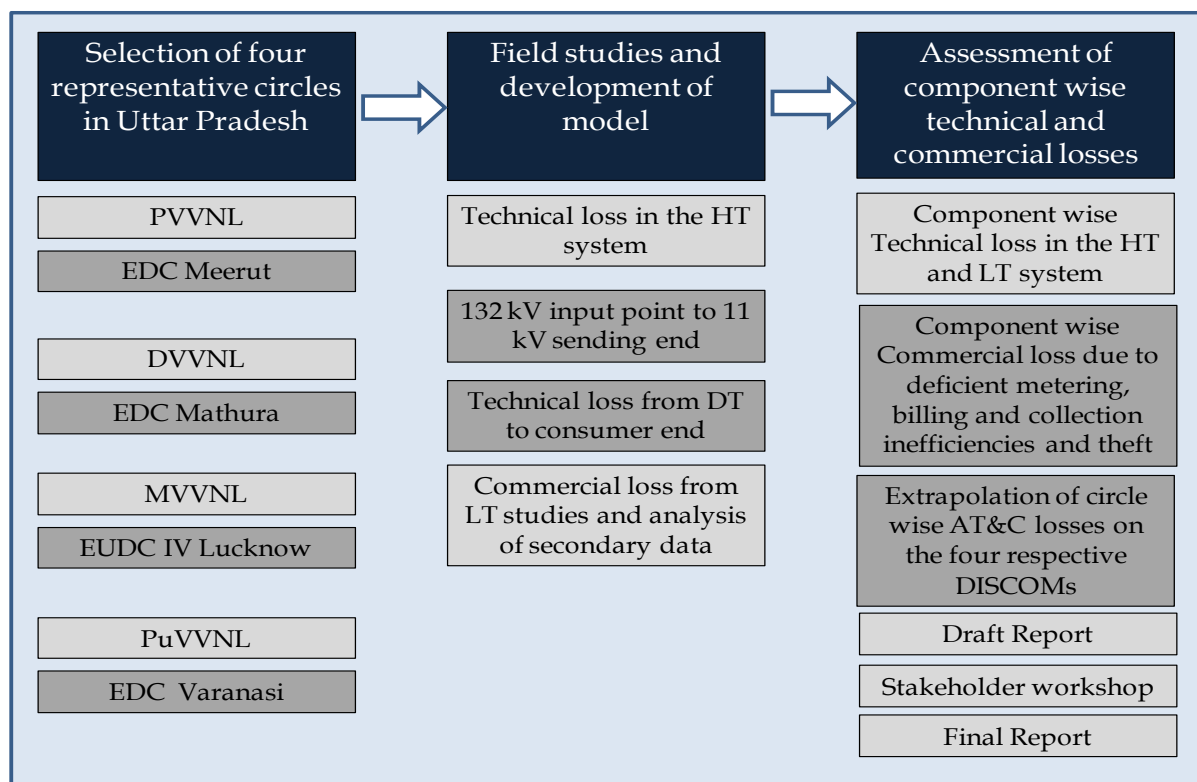 Selection of four
representative circles
in Uttar Pradesh
PVVNL
EDC Meerut
DVVNL
EDC Mathura
MVVNL
EUDC IV Lucknow
PuVVNL
EDC Varanasi
Field studies and
development of
model
Technical loss in the HT
system
132 kV input point to 11
kV sending end
Technical loss from DT
to consumer end
Commercial loss from
LT studies and analysis
of secondary data
Assessment of
component wise
technical and
commercial losses
Component wise
Technical loss in the HT
and LT system
Component wise
Commercial loss due to
deficient metering,
billing and collection
inefficiencies and theft
Extrapolation of circle
wise AT&C losses on
the four respective
DISCOMs
Draft Report
Stakeholder workshop
Final Report